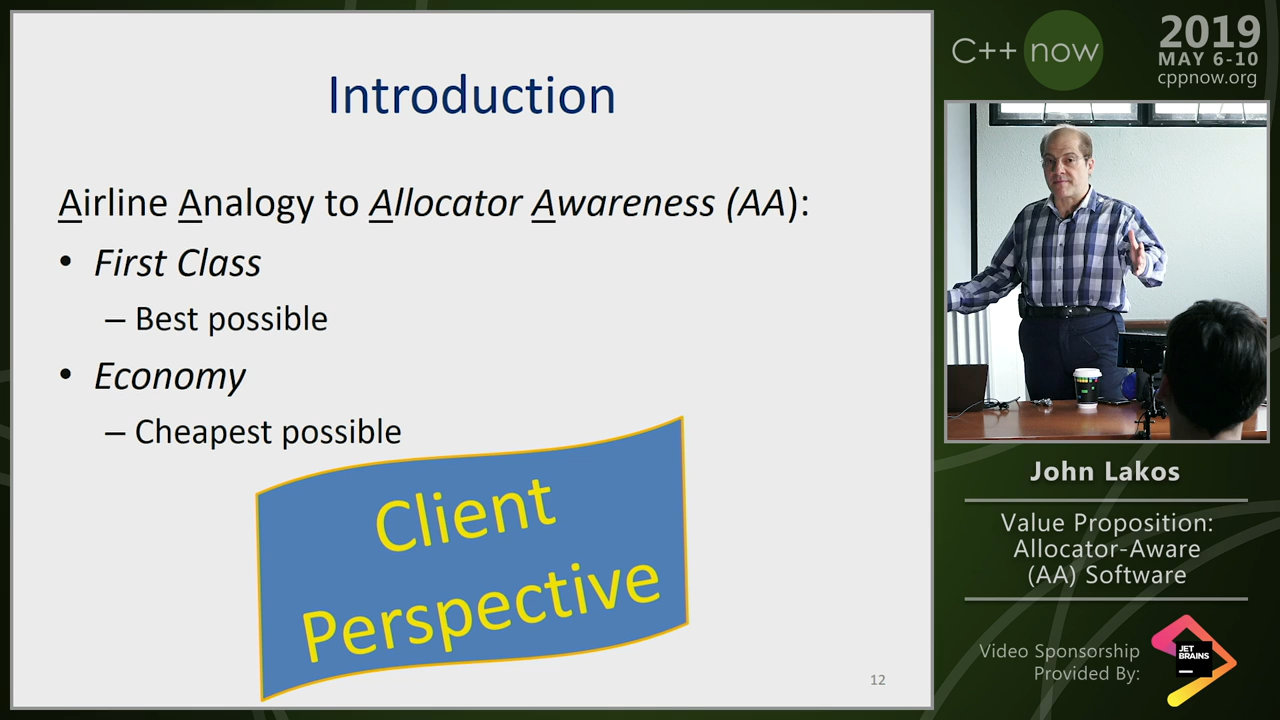 Introduction
Airline Analogy to Allocator Awareness (AA):
• First Class
– Best possible
• Economy
– Cheapest possible
Client
Perspective
12
C++ now
2019
MAY 6-10
cppnow.org
John Lakos
Value Proposition:
Allocator-Aware
(AA) Software
Video Sponsorship
Provided By:
JET
BRAINS